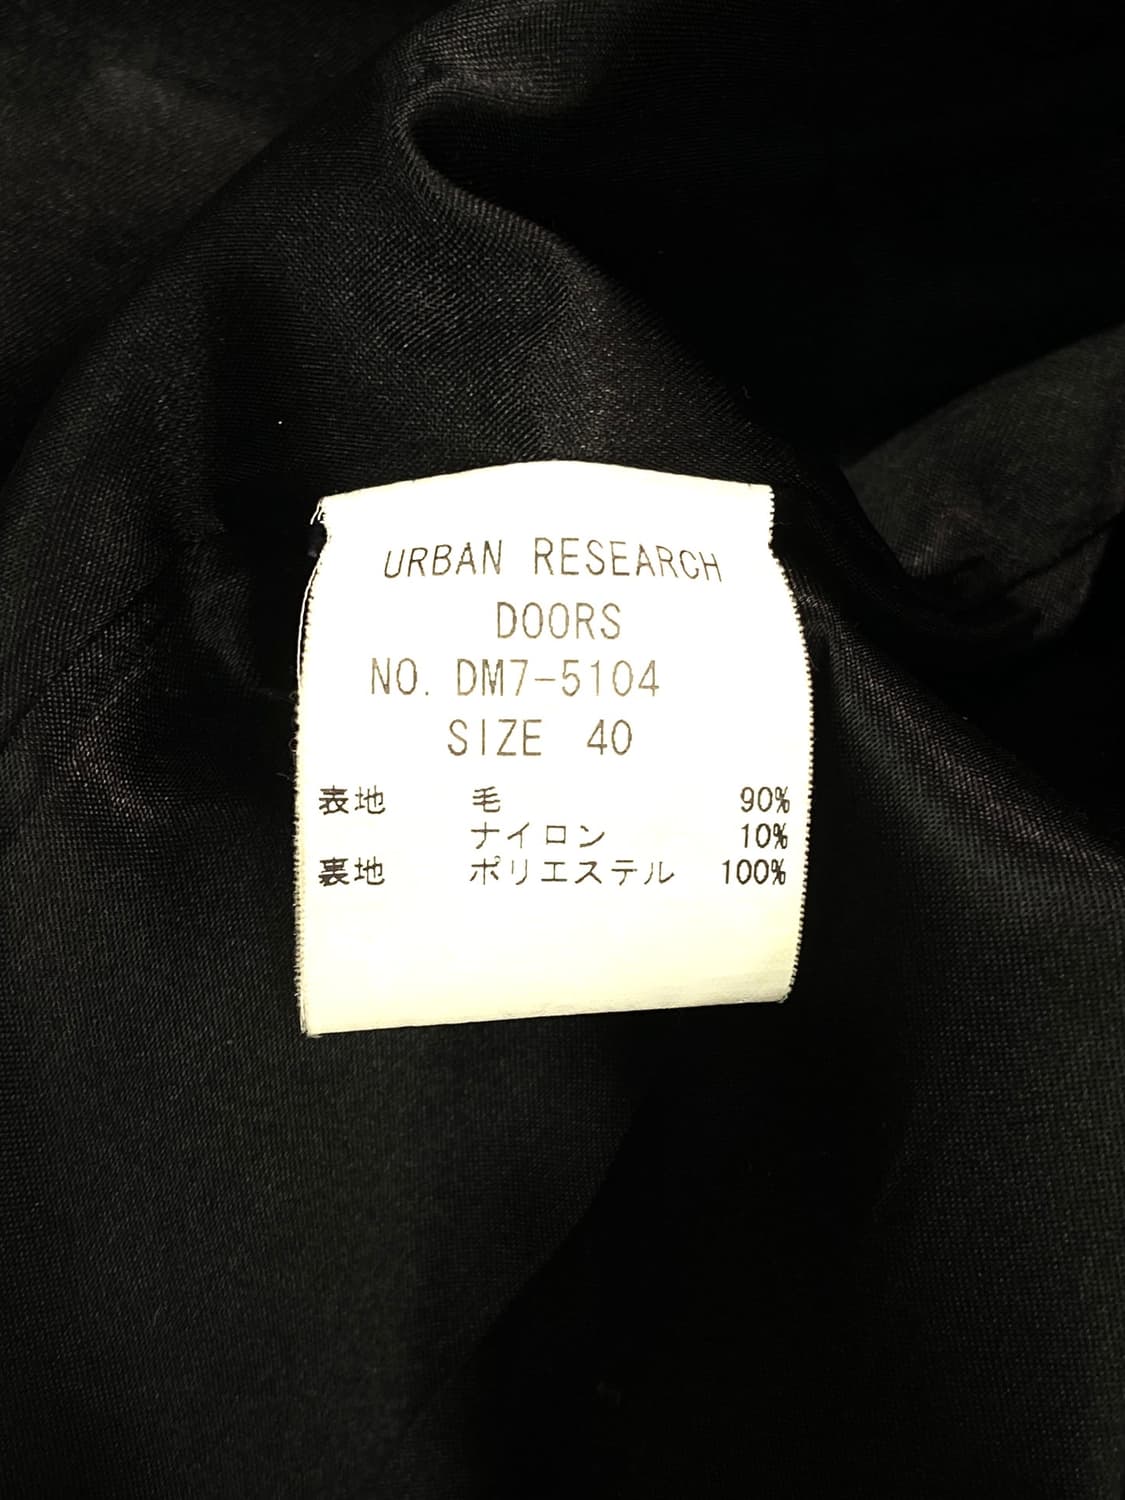 URBAN RESEARCH
DOORS
NO. DM7-5104
SIZE 40
表地 毛 90%
ナイロン 10%
裏地 ポリエステル 100%